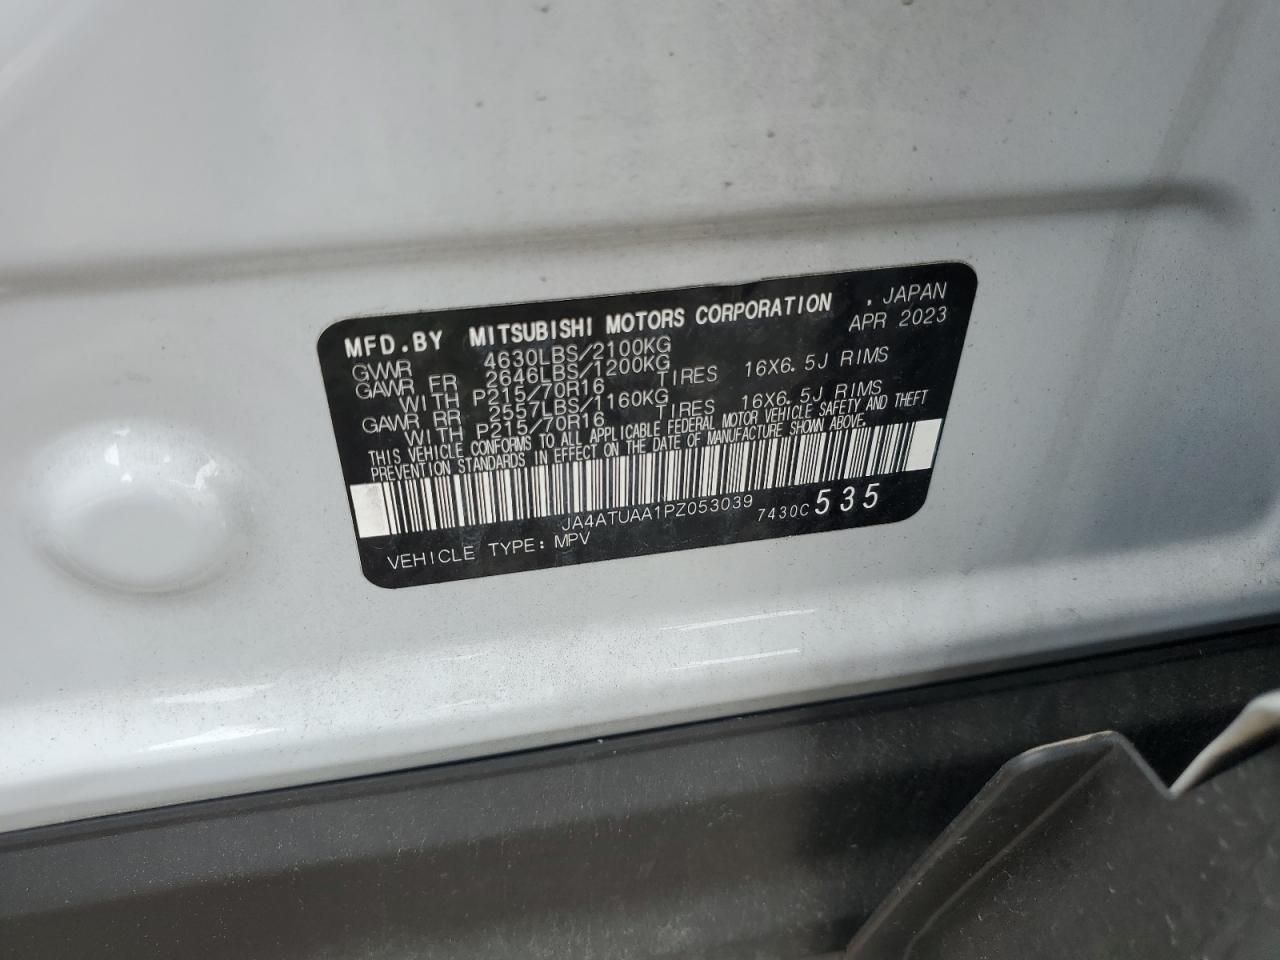 MFD.BY MITSUBISHI MOTORS CORPORATION . JAPAN
GVWR 4630LBS/2100KG APR 2023
GAWR FR 2646LBS/1200KG
WITH P215/70R16 TIRES 16X6.5J RIMS
GAWR RR 2557LBS/1160KG
WITH P215/70R16 TIRES 16X6.5J RIMS
THIS VEHICLE CONFORMS TO ALL APPLICABLE FEDERAL MOTOR VEHICLE SAFETY AND THEFT
PREVENTION STANDARDS IN EFFECT ON THE DATE OF MANUFACTURE SHOWN ABOVE.
JA4ATUAA1PZ053039 7430C 535
VEHICLE TYPE: MPV